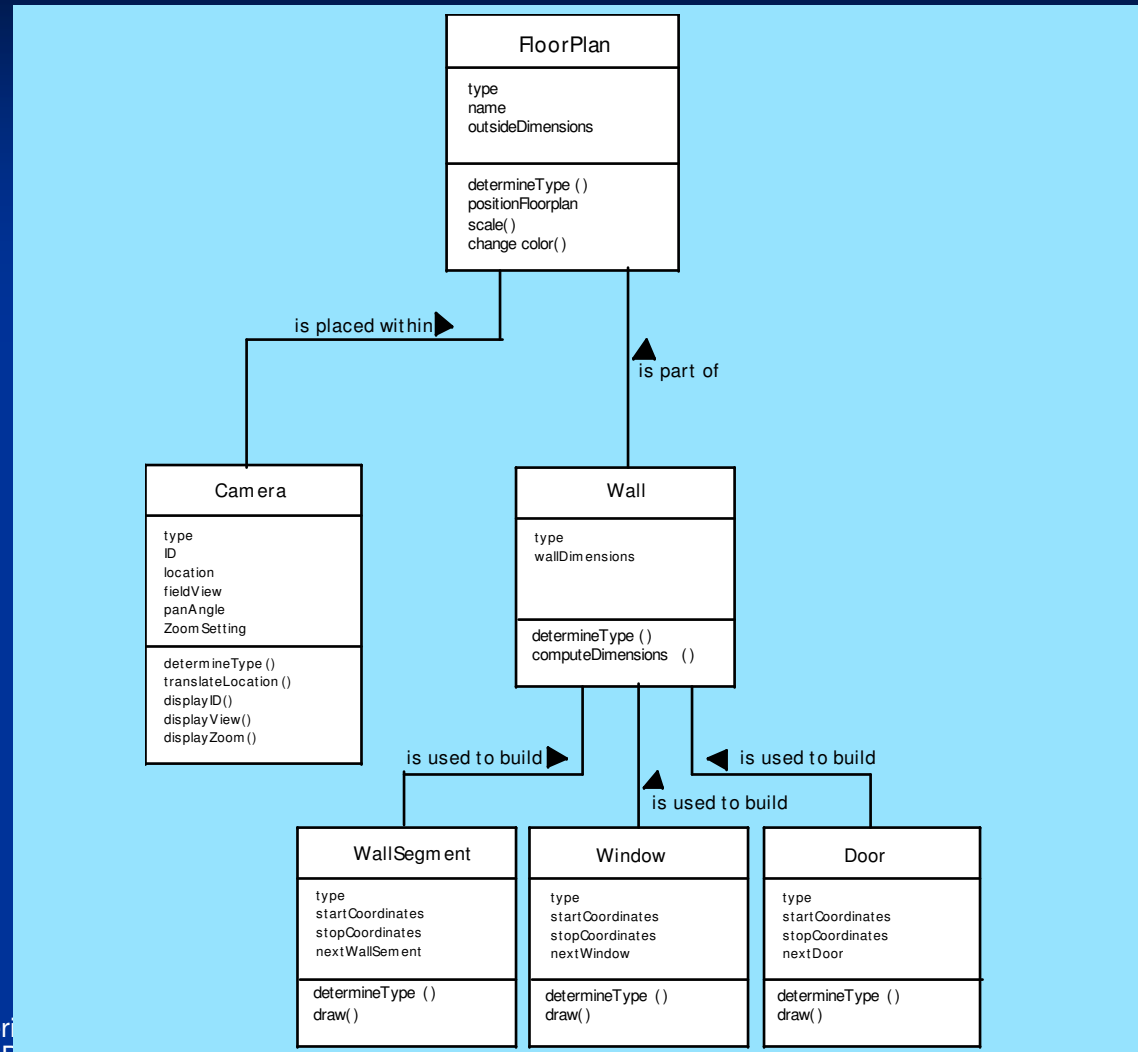 FloorPlan
type
name
outsideDimensions
determineType ()
positionFloorplan
scale()
change color()
is placed within
is part of
Camera
type
ID
location
fieldView
panAngle
ZoomSetting
determineType ()
translateLocation ()
displayID()
displayView()
displayZoom()
Wall
type
wallDimensions
determineType ()
computeDimensions ()
is used to build
is used to build
is used to build
WallSegment
type
startCoordinates
stopCoordinates
nextWallSement
determineType ()
draw()
Window
type
startCoordinates
stopCoordinates
nextWindow
determineType ()
draw()
Door
type
startCoordinates
stopCoordinates
nextDoor
determineType ()
draw()